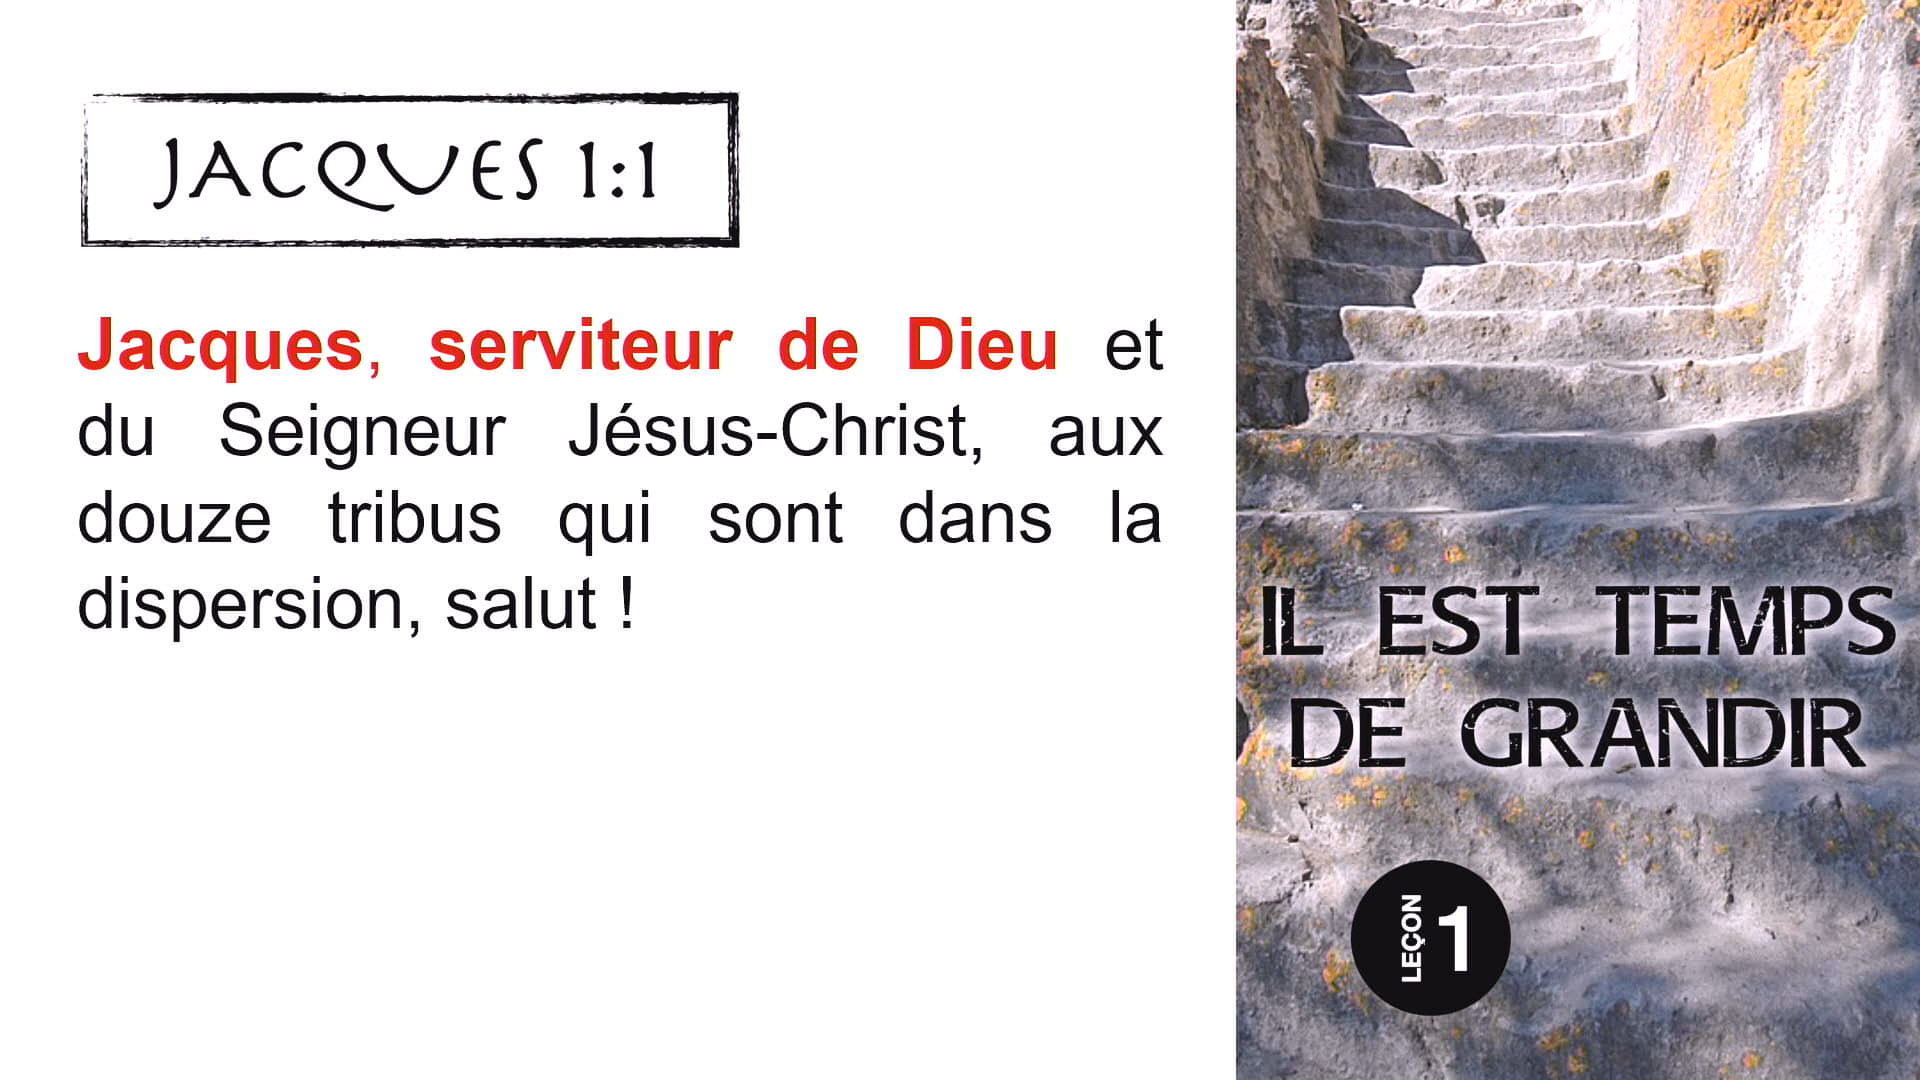 JACQUES 1:1
Jacques, serviteur de Dieu et
du Seigneur Jésus-Christ, aux
douze tribus qui sont dans la
dispersion, salut !
IL EST TEMPS
DE GRANDIR
LEÇON 1